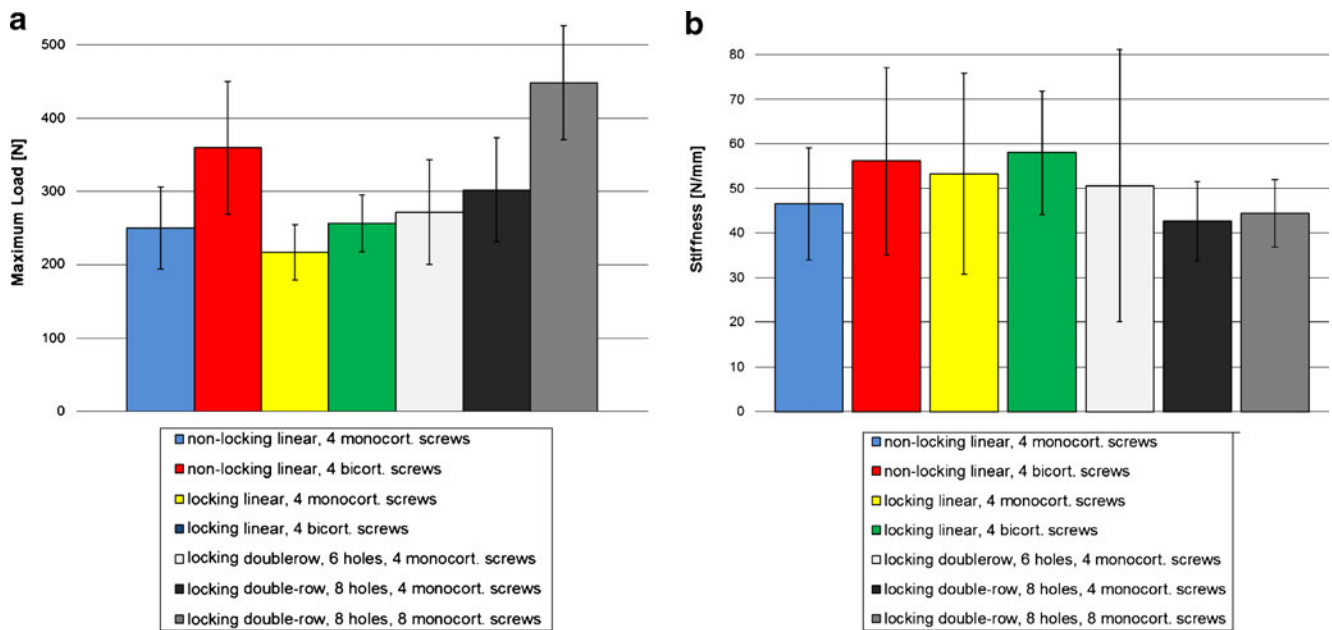 a
500
400
300
200
100
0
Maximum Load [N]
non-locking linear, 4 monocort. screws
non-locking linear, 4 bicort. screws
locking linear, 4 monocort. screws
locking linear, 4 bicort. screws
locking doublerow, 6 holes, 4 monocort. screws
locking double-row, 8 holes, 4 monocort. screws
locking double-row, 8 holes, 8 monocort. screws
b
80
70
60
50
40
30
20
10
0
Stiffness [N/mm]
non-locking linear, 4 monocort. screws
non-locking linear, 4 bicort. screws
locking linear, 4 monocort. screws
locking linear, 4 bicort. screws
locking doublerow, 6 holes, 4 monocort. screws
locking double-row, 8 holes, 4 monocort. screws
locking double-row, 8 holes, 8 monocort. screws